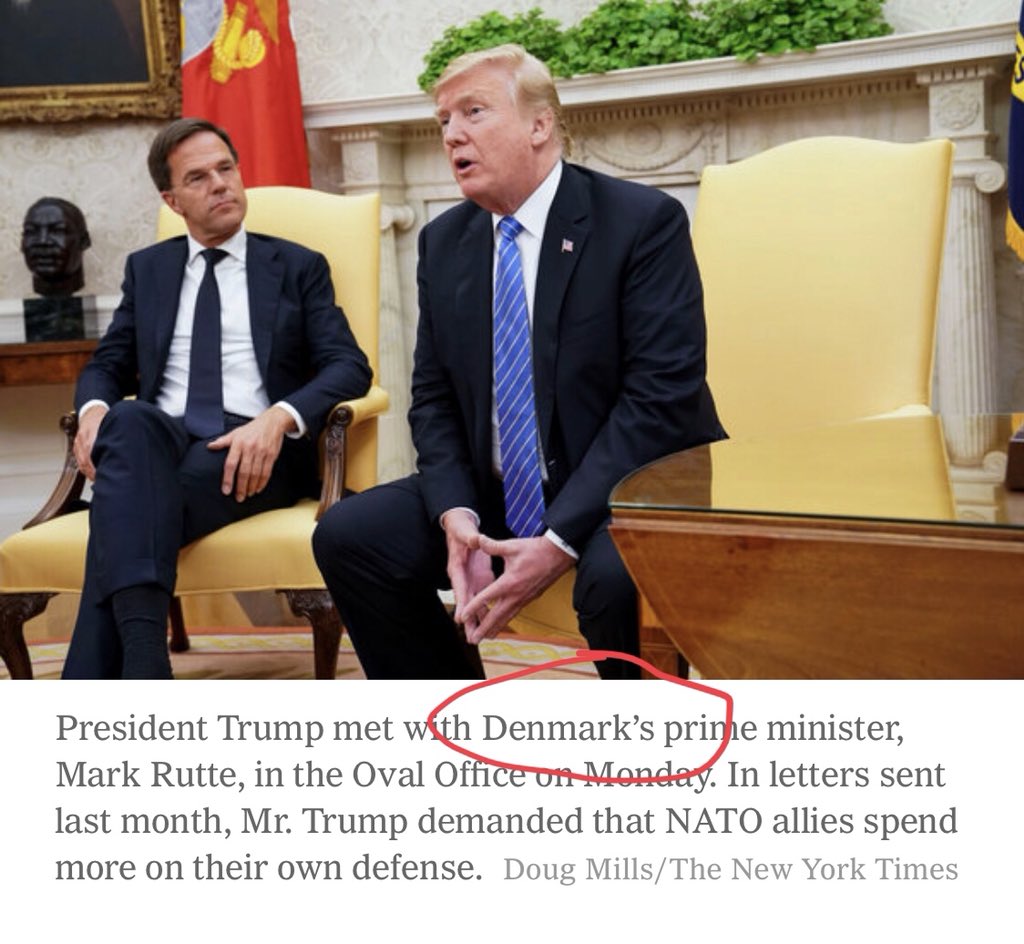 President Trump met with Denmark’s prime minister,
Mark Rutte, in the Oval Office on Monday. In letters sent
last month, Mr. Trump demanded that NATO allies spend
more on their own defense. Doug Mills/The New York Times